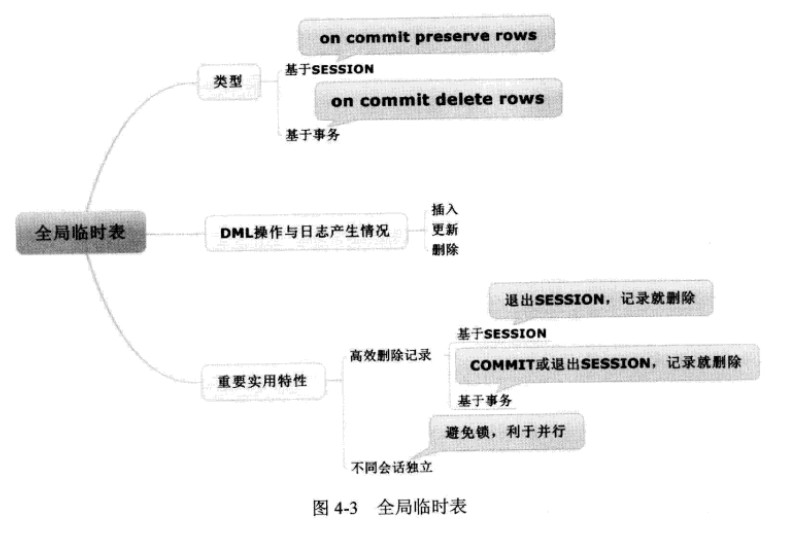 on commit preserve rows
类型
基于SESSION
on commit delete rows
基于事务
全局临时表
DML操作与日志产生情况
插入
更新
删除
退出SESSION，记录就删除
高效删除记录
基于SESSION
COMMIT或退出SESSION，记录就删除
重要实用特性
基于事务
避免锁，利于并行
不同会话独立
图 4-3 全局临时表